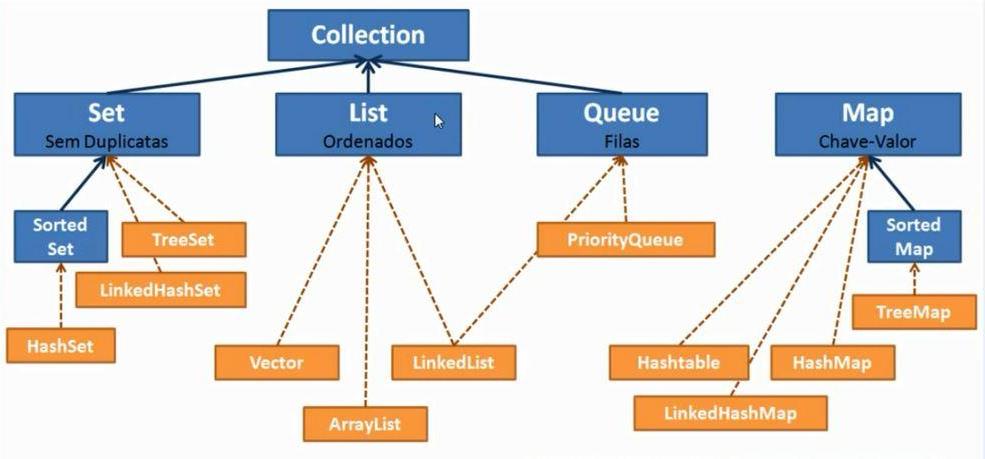 Collection
Set
Sem Duplicatas
List
Ordenados
Queue
Filas
Map
Chave-Valor
Sorted
Set
TreeSet
LinkedHashSet
HashSet
PriorityQueue
Sorted
Map
TreeMap
Vector
LinkedList
ArrayList
Hashtable
HashMap
LinkedHashMap